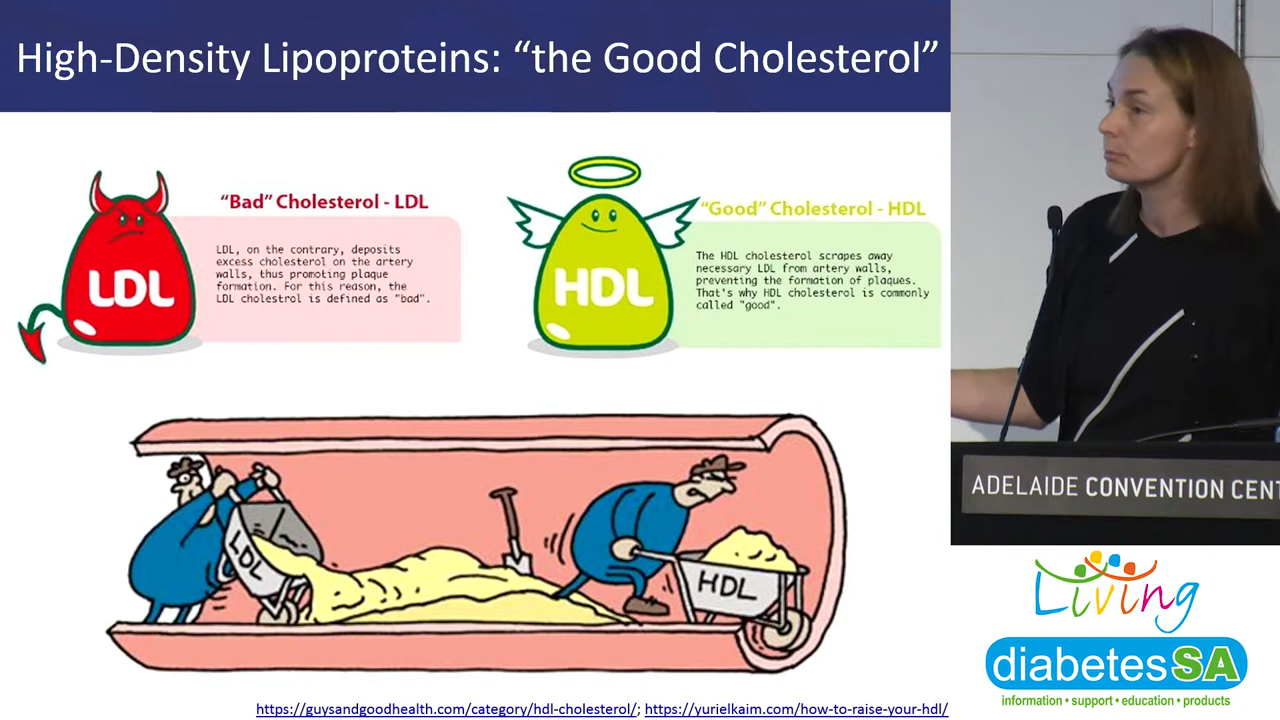 High-Density Lipoproteins: “the Good Cholesterol”
“Bad” Cholesterol - LDL
LDL, on the contrary, deposits
excess cholesterol on the artery
walls, thus promoting plaque
formation. For this reason, the
LDL cholestrol is defined as "bad".
LDL
“Good” Cholesterol - HDL
The HDL cholesterol scrapes away
necessary LDL from artery walls,
preventing the formation of plaques.
That's why HDL cholesterol is commonly
called "good".
HDL
LDL
HDL
https://guysandgoodhealth.com/category/hdl-cholesterol/; https://yurielkaim.com/how-to-raise-your-hdl/
ADELAIDE CONVENTION CENT
Living
diabetesSA
information • support • education • products